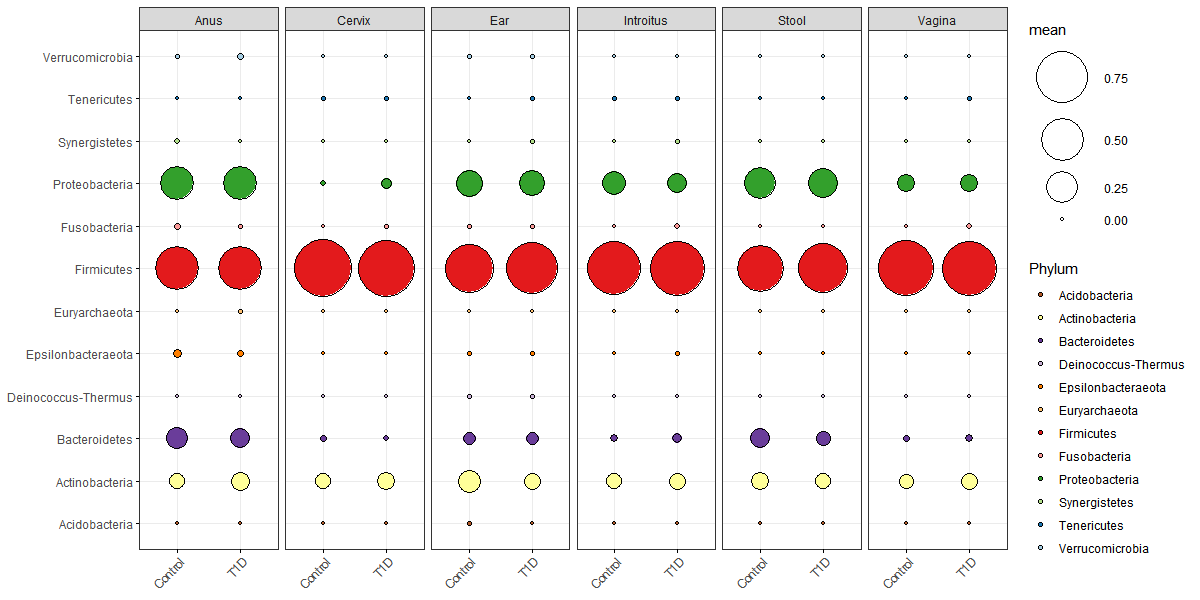 Anus
Cervix
Ear
Introitus
Stool
Vagina
Verrucomicrobia
Tenericutes
Synergistetes
Proteobacteria
Fusobacteria
Firmicutes
Euryarchaeota
Epsilonbacteraeota
Deinococcus-Thermus
Bacteroidetes
Actinobacteria
Acidobacteria
Control
T1D
Control
T1D
Control
T1D
Control
T1D
Control
T1D
Control
T1D
mean
0.75
0.50
0.25
0.00
Phylum
Acidobacteria
Actinobacteria
Bacteroidetes
Deinococcus-Thermus
Epsilonbacteraeota
Euryarchaeota
Firmicutes
Fusobacteria
Proteobacteria
Synergistetes
Tenericutes
Verrucomicrobia